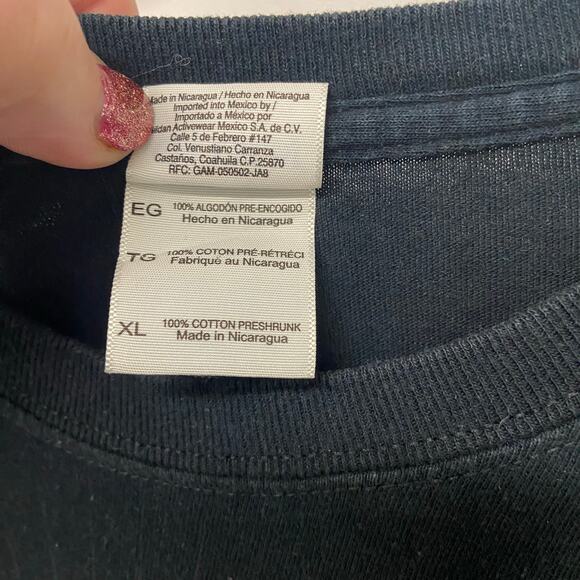 Made in Nicaragua / Hecho en Nicaragua
Imported into Mexico by /
Importado a México por
Activewear Mexico S.A. de C.V.
Calle 5 de Febrero #147
Col. Venustiano Carranza
Castaños, Coahuila C.P.25870
RFC: GAM-050502-JA8
EG 100% ALGODÓN PRE-ENCOGIDO
Hecho en Nicaragua
TG 100% COTON PRÉ-RÉTRÉCI
Fabriqué au Nicaragua
XL 100% COTTON PRESHRUNK
Made in Nicaragua